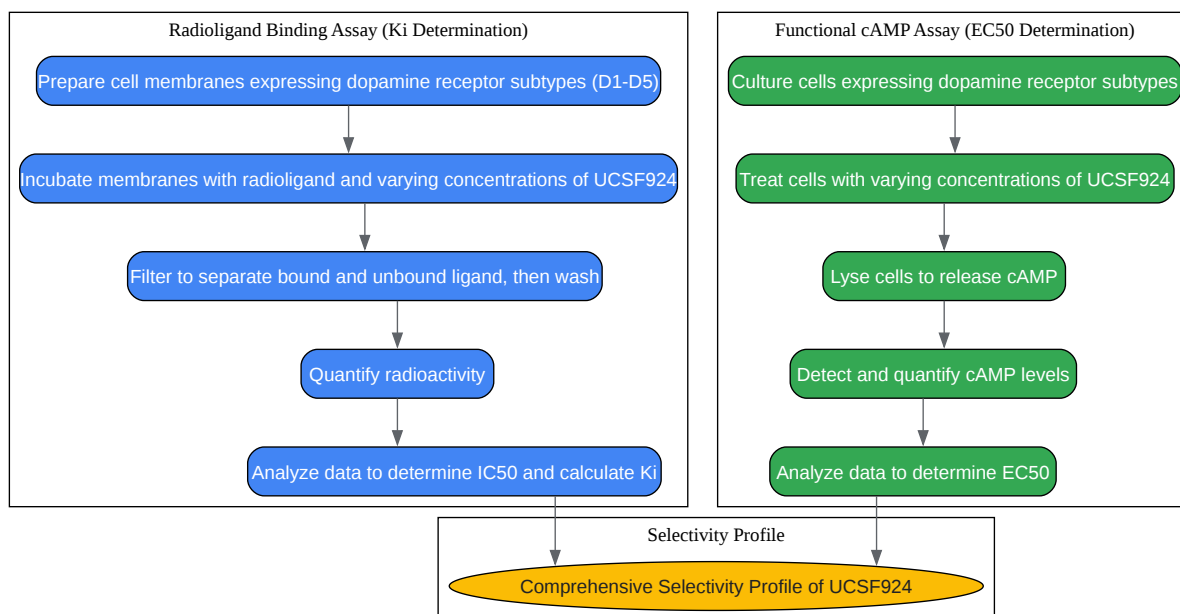 Radioligand Binding Assay (Ki Determination)
Prepare cell membranes expressing dopamine receptor subtypes (D1-D5)
Incubate membranes with radioligand and varying concentrations of UCSF924
Filter to separate bound and unbound ligand, then wash
Quantify radioactivity
Analyze data to determine IC50 and calculate Ki
Functional cAMP Assay (EC50 Determination)
Culture cells expressing dopamine receptor subtypes
Treat cells with varying concentrations of UCSF924
Lyse cells to release cAMP
Detect and quantify cAMP levels
Analyze data to determine EC50
Selectivity Profile
Comprehensive Selectivity Profile of UCSF924